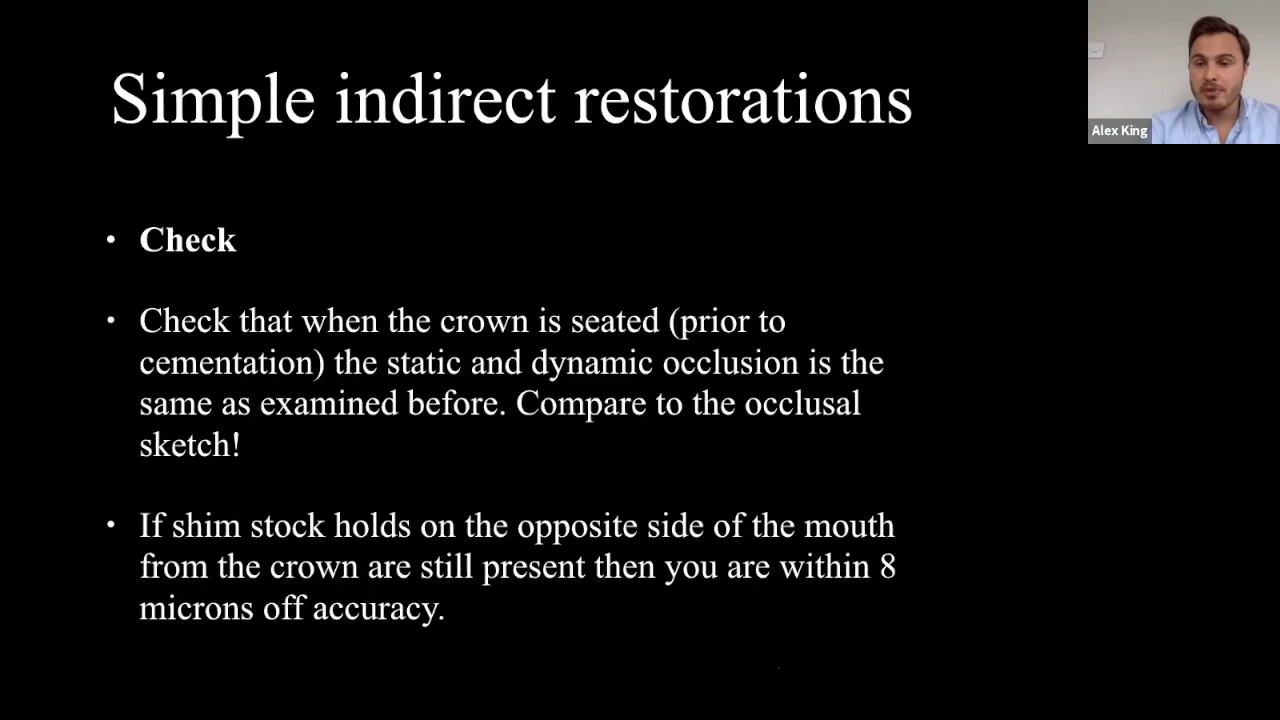 Simple indirect restorations
Alex King
• Check
• Check that when the crown is seated (prior to
cementation) the static and dynamic occlusion is the
same as examined before. Compare to the occlusal
sketch!
• If shim stock holds on the opposite side of the mouth
from the crown are still present then you are within 8
microns off accuracy.